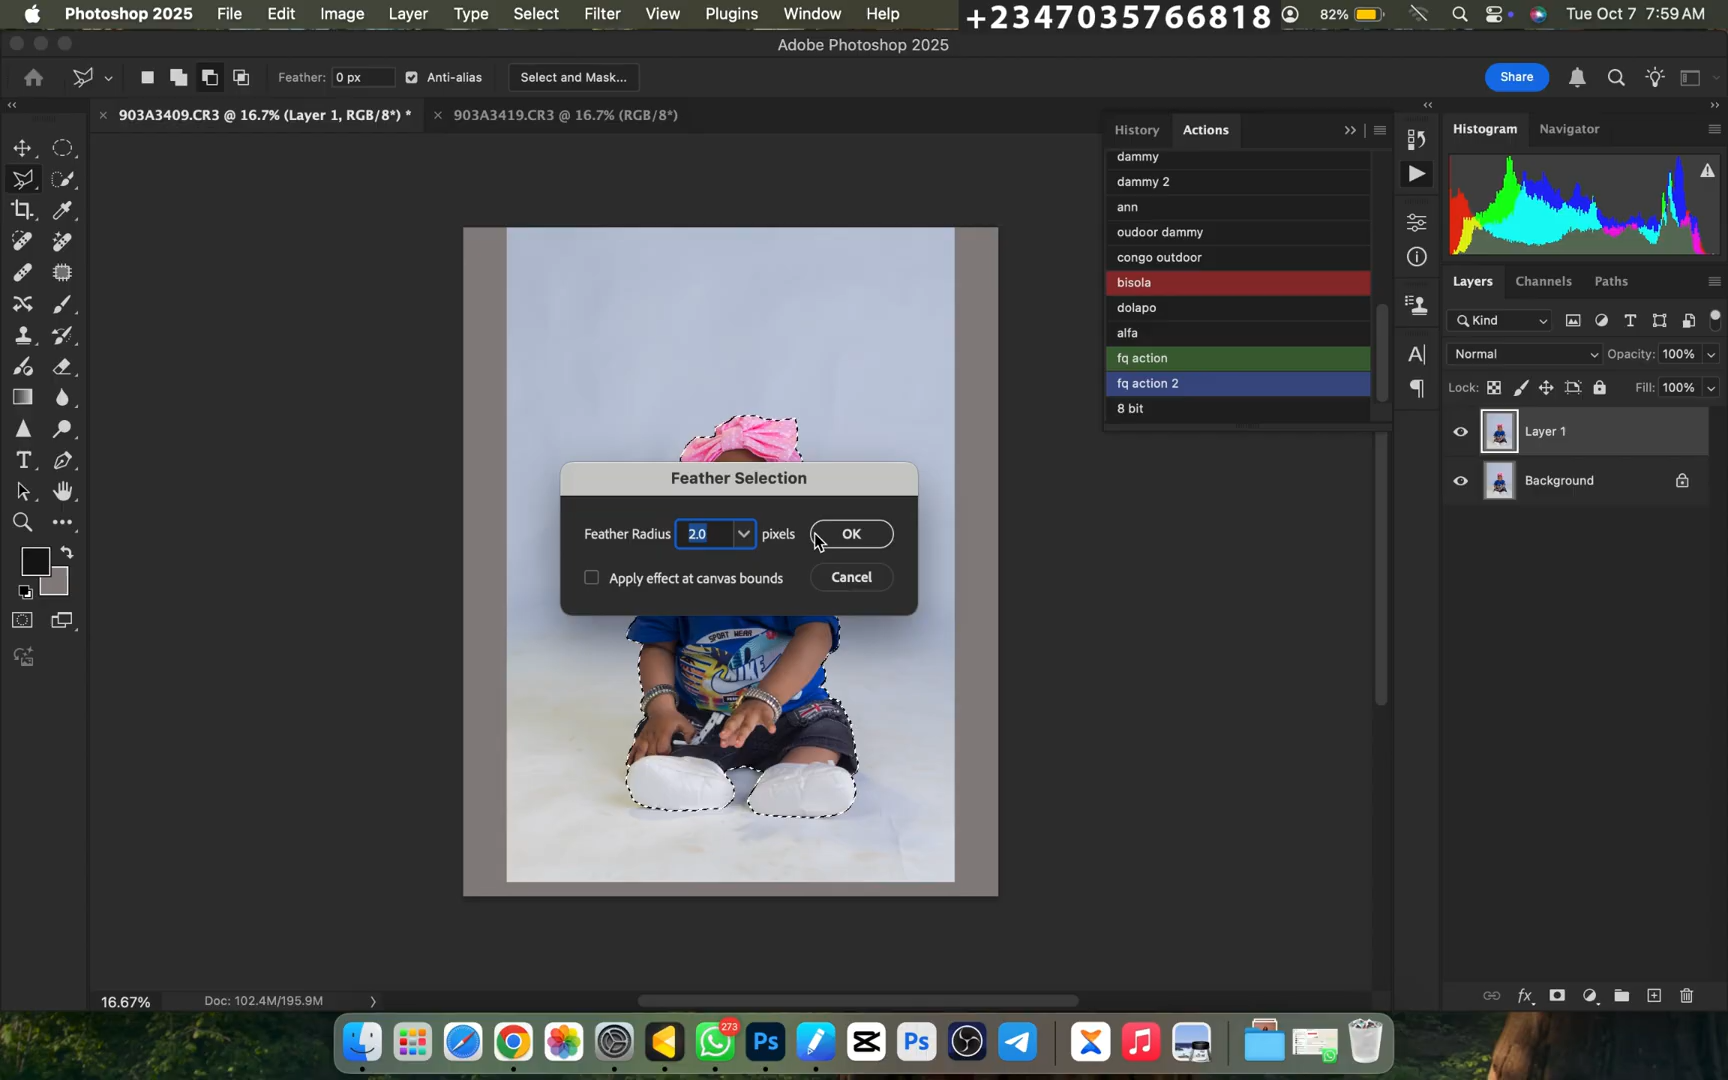 Photoshop 2025 File Edit Image Layer Type Select Filter View Plugins Window Help +2347035766818 82% Tue Oct 7 7:59 AM
Adobe Photoshop 2025
Feather: 0 px Anti-alias Select and Mask... Share
903A3409.CR3 @ 16.7% (Layer 1, RGB/8*) * 903A3419.CR3 @ 16.7% (RGB/8*)
History Actions
dammy
dammy 2
ann
oudoor dammy
congo outdoor
bisola
dolapo
alfa
fq action
fq action 2
8 bit
Histogram Navigator
Layers Channels Paths
Kind
Normal Opacity: 100%
Lock: Fill: 100%
Layer 1
Background
Feather Selection
Feather Radius 2.0 pixels OK
Apply effect at canvas bounds Cancel
SPORT WEAR
NIKE
16.67% Doc: 102.4M/195.9M
273
Ps
Ps